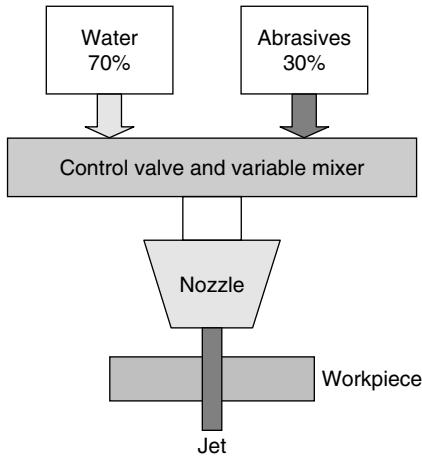 Water
70%
Abrasives
30%
Control valve and variable mixer
Nozzle
Workpiece
Jet